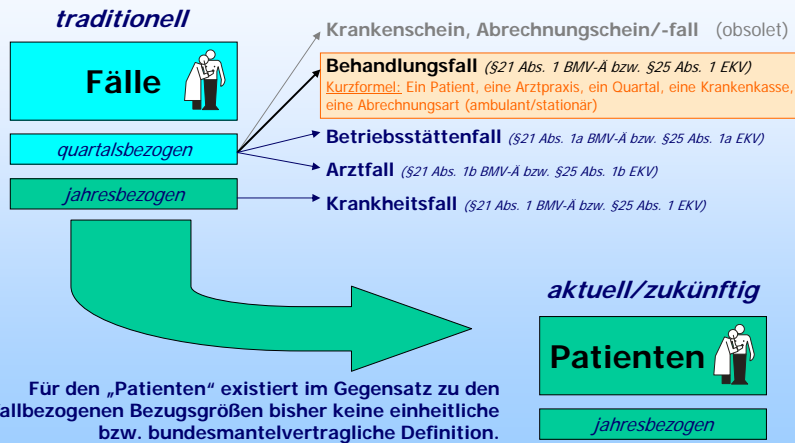 traditionell
Fälle
quartalsbezogen
jahresbezogen
Krankenschein, Abrechnungschein/-fall (obsolet)
Behandlungsfall (§21 Abs. 1 BMV-Ä bzw. §25 Abs. 1 EKV)
Kurzformel: Ein Patient, eine Arztpraxis, ein Quartal, eine Krankenkasse,
eine Abrechnungsart (ambulant/stationär)
Betriebsstättenfall (§21 Abs. 1a BMV-Ä bzw. §25 Abs. 1a EKV)
Arztfall (§21 Abs. 1b BMV-Ä bzw. §25 Abs. 1b EKV)
Krankheitsfall (§21 Abs. 1 BMV-Ä bzw. §25 Abs. 1 EKV)
aktuell/zukünftig
Patienten
jahresbezogen
Für den „Patienten“ existiert im Gegensatz zu den
allbezogenen Bezugsgrößen bisher keine einheitliche
bzw. bundesmantelvertragliche Definition.